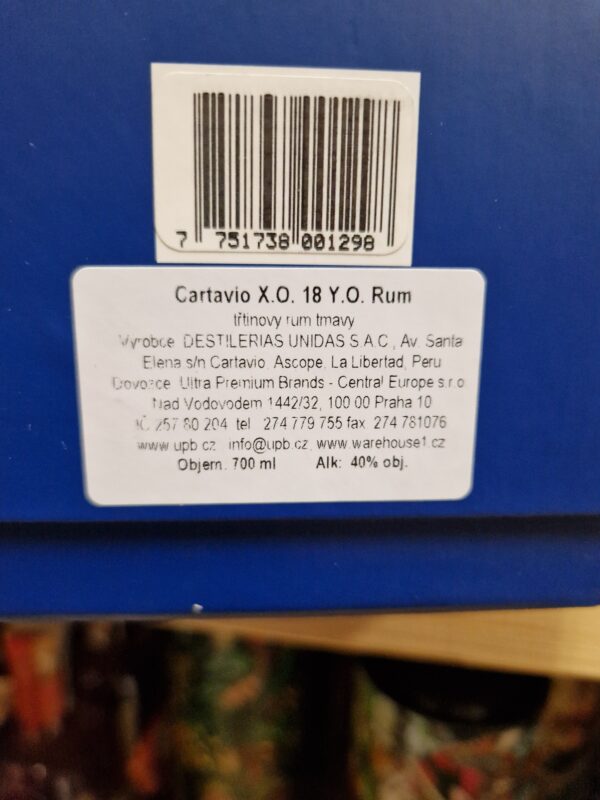 7 751738 001298
Cartavio X.O. 18 Y.O. Rum
třtinovy rum tmavy
Vyrobce DESTILERIAS UNIDAS S.A.C., Av. Santa
Elena s/n Cartavio, Ascope, La Libertad, Peru
Dovozce Ultra Premium Brands - Central Europe s.r.o
Nad Vodovodem 1442/32, 100 00 Praha 10
IČ 257 80 204 tel 274 779 755 fax 274 781076
www.upb.cz info@upb.cz, www.warehouse1.cz
Objem. 700 ml Alk: 40% obj.